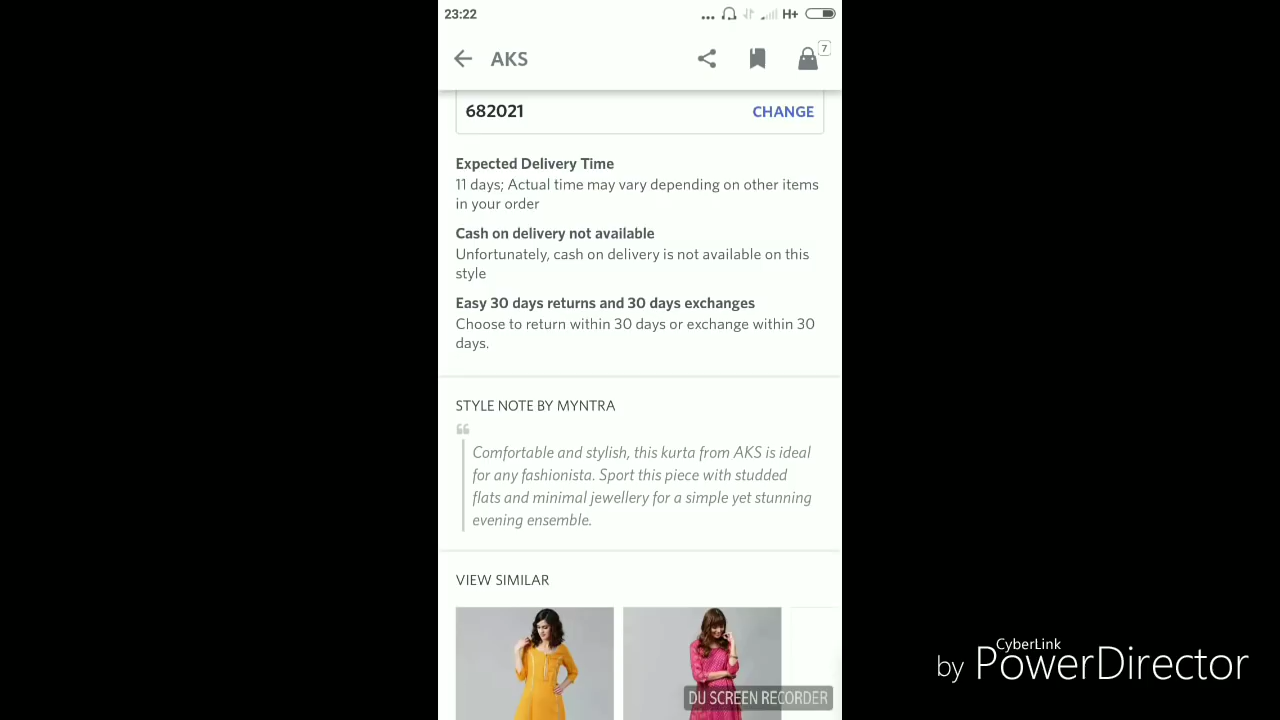 23:22
H+
AKS
7
682021
CHANGE
Expected Delivery Time
11 days; Actual time may vary depending on other items
in your order
Cash on delivery not available
Unfortunately, cash on delivery is not available on this
style
Easy 30 days returns and 30 days exchanges
Choose to return within 30 days or exchange within 30
days.
STYLE NOTE BY MYNTRA
Comfortable and stylish, this kurta from AKS is ideal
for any fashionista. Sport this piece with studded
flats and minimal jewellery for a simple yet stunning
evening ensemble.
VIEW SIMILAR
DU SCREEN RECORDER
CyberLink
by PowerDirector